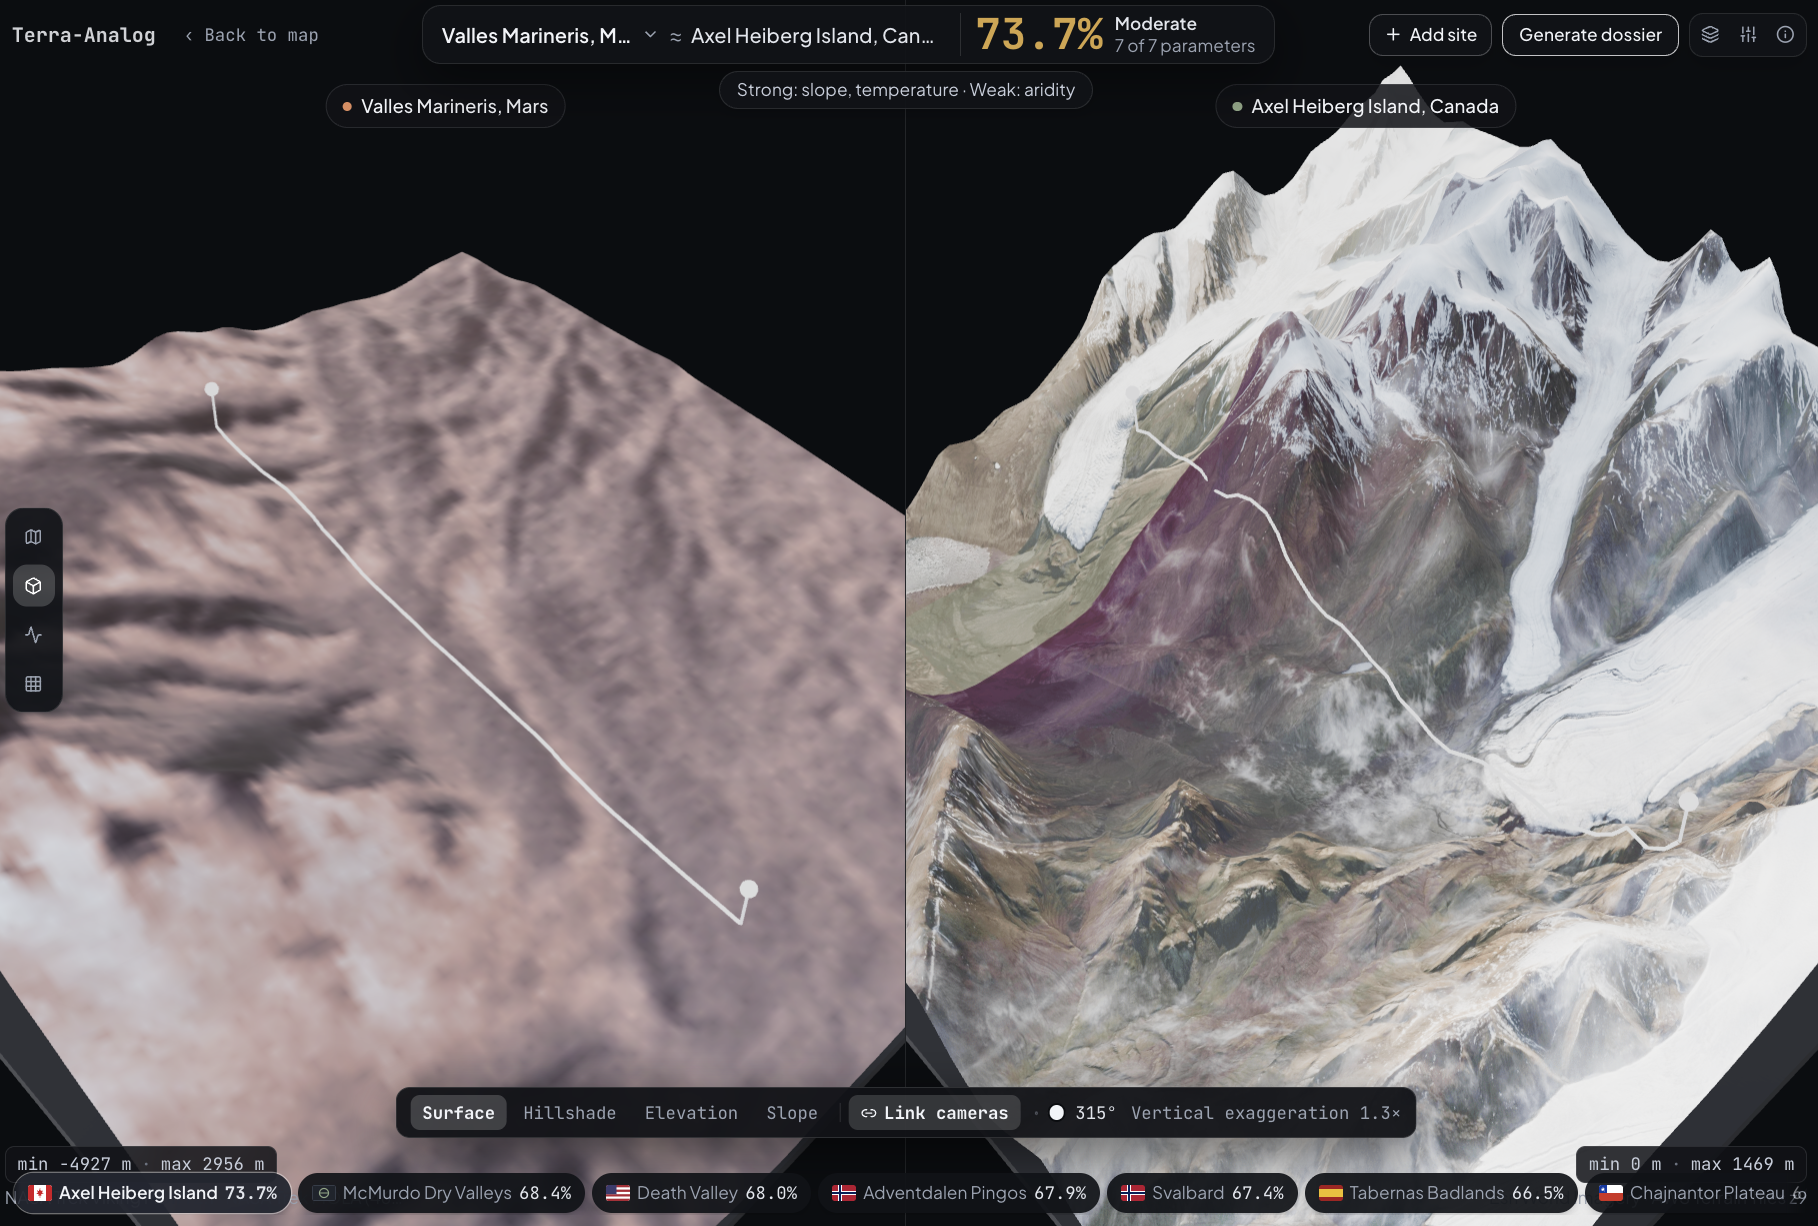 Terra-Analog
‹ Back to map
Valles Marineris, M...
≈ Axel Heiberg Island, Can...
73.7%
Moderate
7 of 7 parameters
+ Add site
Generate dossier
Strong: slope, temperature · Weak: aridity
Valles Marineris, Mars
Axel Heiberg Island, Canada
Surface
Hillshade
Elevation
Slope
Link cameras
· 315° Vertical exaggeration 1.3×
min -4927 m · max 2956 m
min 0 m · max 1469 m
Axel Heiberg Island 73.7%
McMurdo Dry Valleys 68.4%
Death Valley 68.0%
Adventdalen Pingos 67.9%
Svalbard 67.4%
Tabernas Badlands 66.5%
Chajnantor Plateau